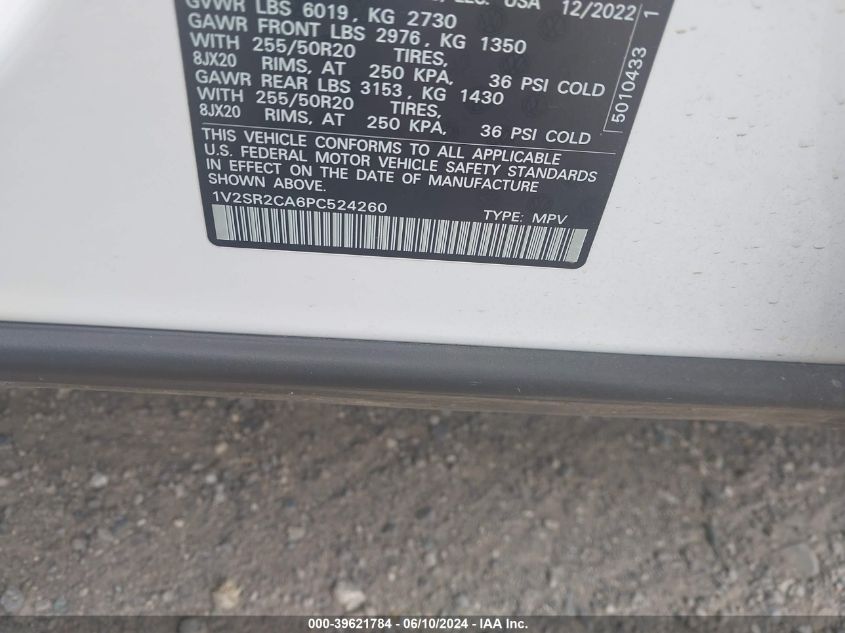 LLC. USA 12/2022
GVWR LBS 6019, KG 2730
GAWR FRONT LBS 2976, KG 1350
WITH 255/50R20 TIRES,
8JX20 RIMS, AT 250 KPA, 36 PSI COLD
GAWR REAR LBS 3153, KG 1430
WITH 255/50R20 TIRES,
8JX20 RIMS, AT 250 KPA, 36 PSI COLD
5010433 1
THIS VEHICLE CONFORMS TO ALL APPLICABLE
U.S. FEDERAL MOTOR VEHICLE SAFETY STANDARDS
IN EFFECT ON THE DATE OF MANUFACTURE
SHOWN ABOVE.
1V2SR2CA6PC524260 TYPE: MPV
000-39621784 - 06/10/2024 - IAA Inc.